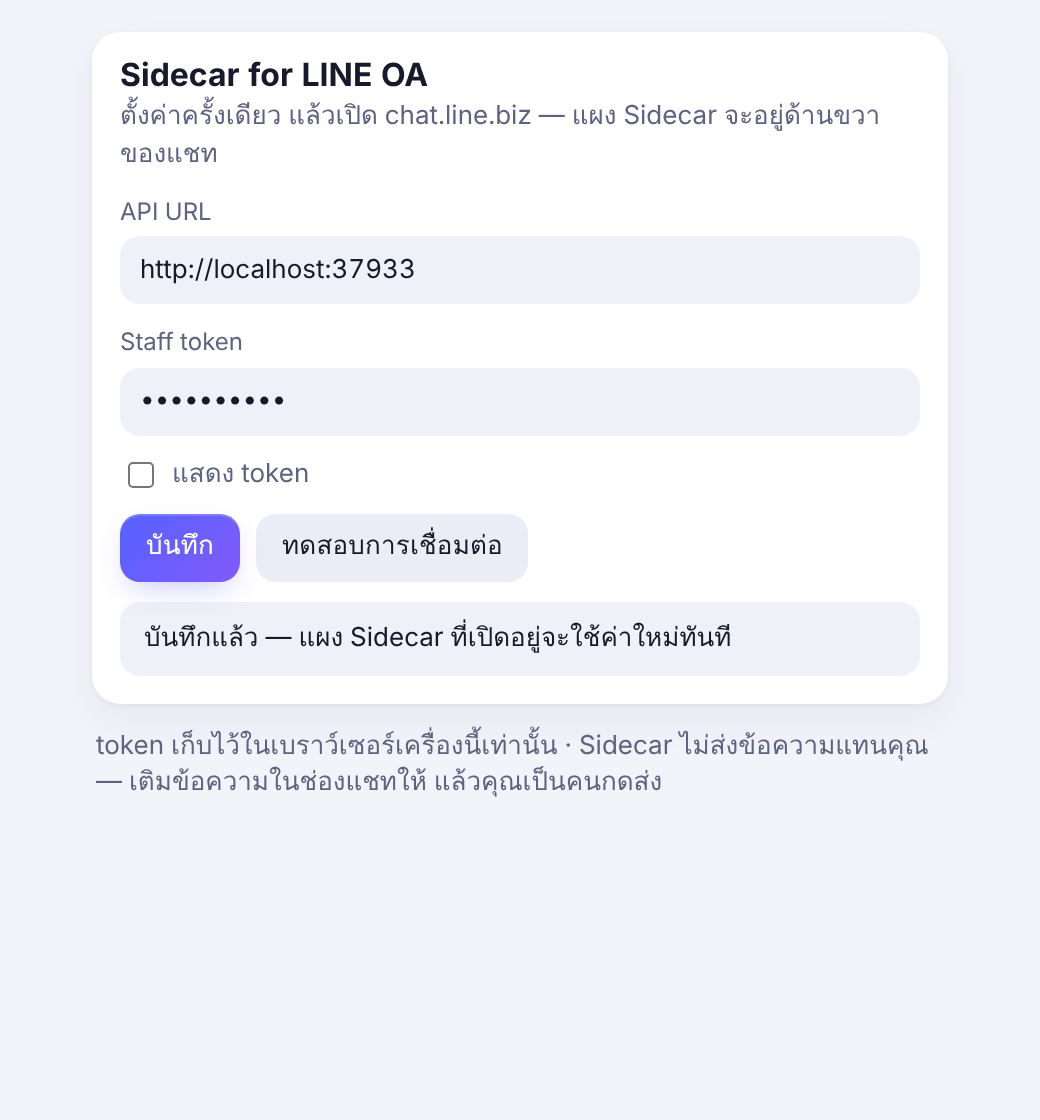 Sidecar for LINE OA
ตั้งค่าครั้งเดียว แล้วเปิด chat.line.biz — แผง Sidecar จะอยู่ด้านขวา
ของแชท
API URL
http://localhost:37933
Staff token
••••••••••
แสดง token
บันทึก
ทดสอบการเชื่อมต่อ
บันทึกแล้ว — แผง Sidecar ที่เปิดอยู่จะใช้ค่าใหม่ทันที
token เก็บไว้ในเบราว์เซอร์เครื่องนี้เท่านั้น · Sidecar ไม่ส่งข้อความแทนคุณ
— เติมข้อความในช่องแชทให้ แล้วคุณเป็นคนกดส่ง